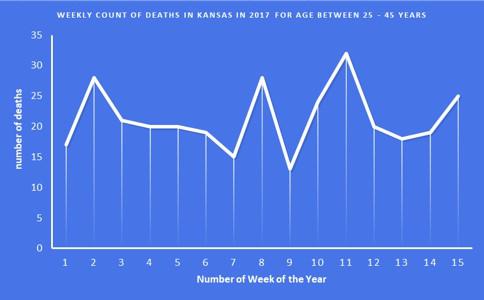 WEEKLY COUNT OF DEATHS IN KANSAS IN 2017 FOR AGE BETWEEN 25 - 45 YEARS
35
30
25
20
15
10
5
0
number of deaths
1 2 3 4 5 6 7 8 9 10 11 12 13 14 15
Number of Week of the Year